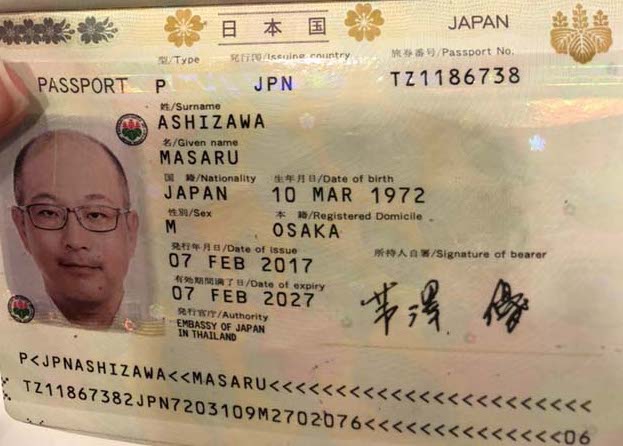 日本国 JAPAN
型/Type 発行国/Issuing country 旅券番号/Passport No.
PASSPORT P JPN TZ1186738
姓/Surname
ASHIZAWA
名/Given name
MASARU
国 籍/Nationality 生年月日/Date of birth
JAPAN 10 MAR 1972
性別/Sex 本 籍/Registered Domicile
M OSAKA
発行年月日/Date of issue 所持人自署/Signature of bearer
07 FEB 2017
有効期間満了日/Date of expiry
07 FEB 2027
発行官庁/Authority
EMBASSY OF JAPAN
IN THAILAND
P<JPNASHIZAWA<<MASARU<<<<<<<<<<<<<<<<<<<<<<<
TZ11867382JPN7203109M2702076<<<<<<<<<<<<<<06